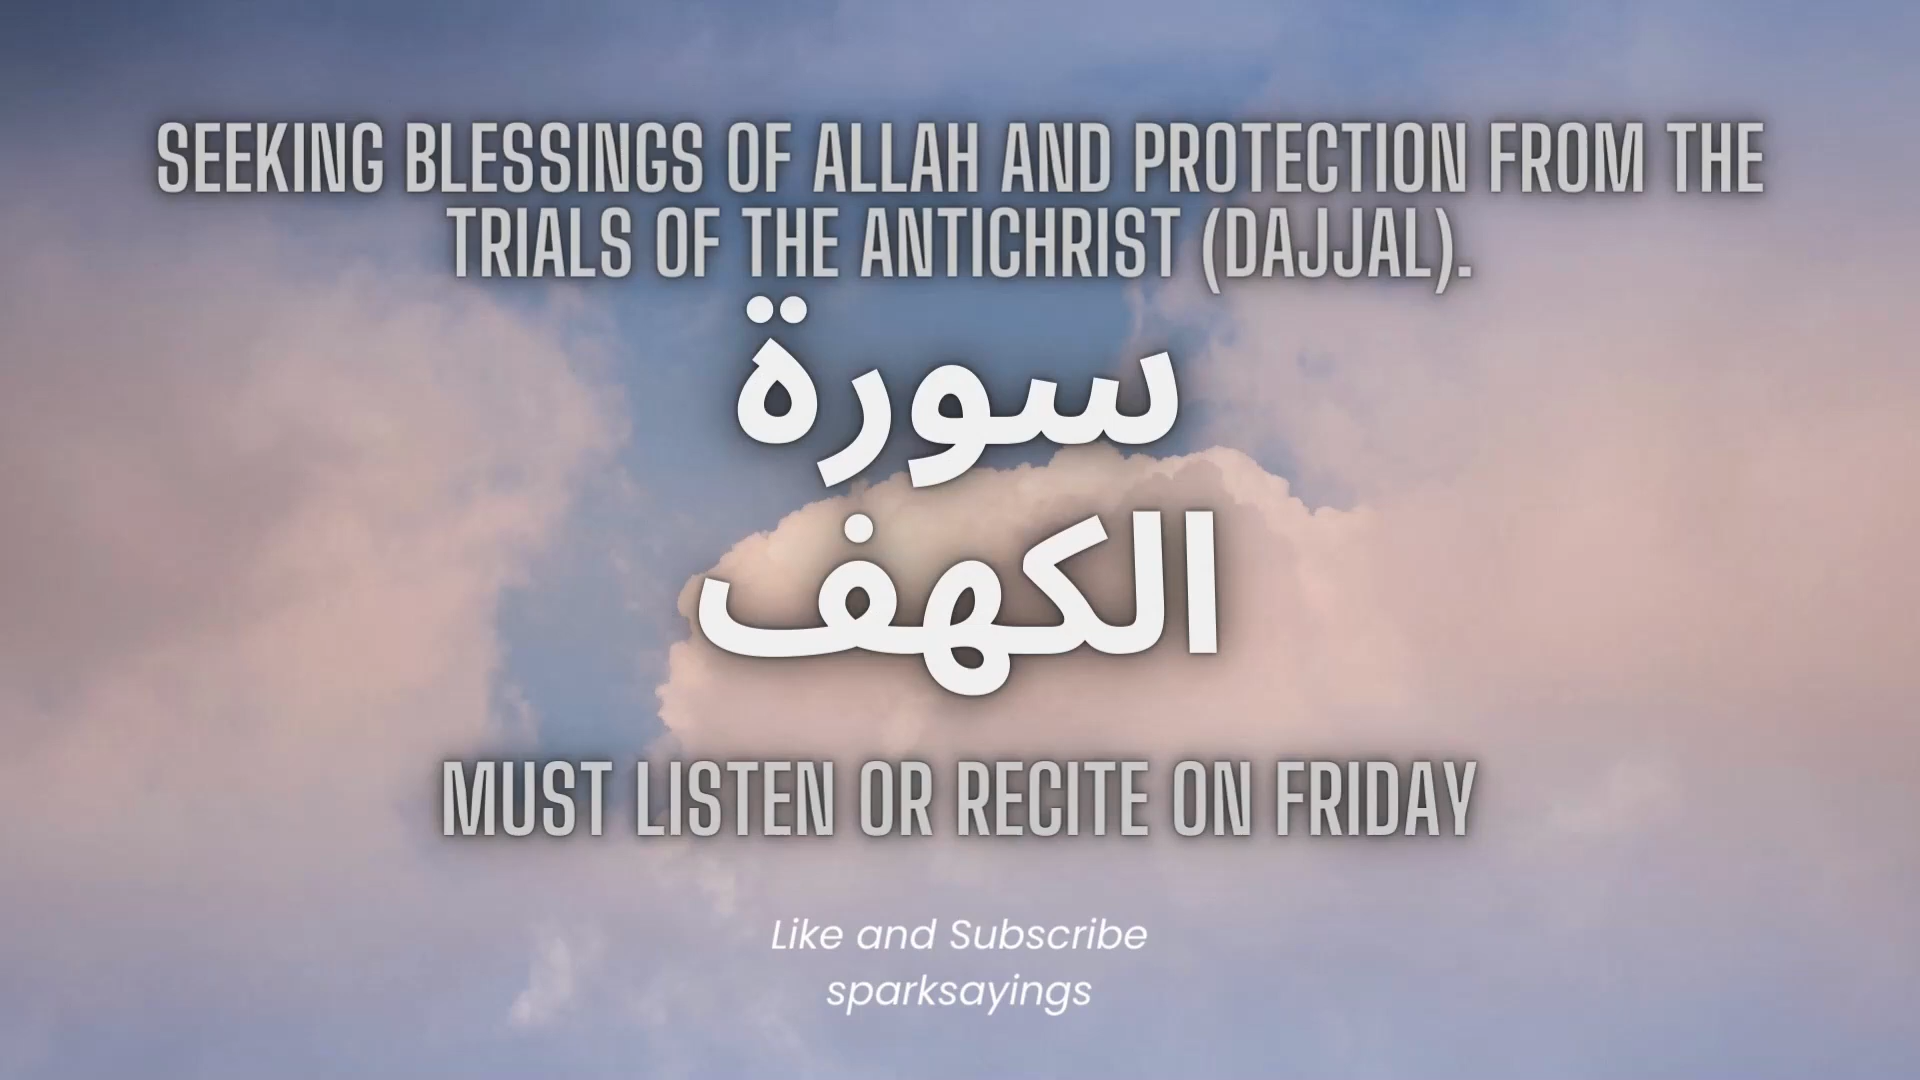 SEEKING BLESSINGS OF ALLAH AND PROTECTION FROM THE
TRIALS OF THE ANTICHRIST (DAJJAL).
سورة
الكهف
MUST LISTEN OR RECITE ON FRIDAY
Like and Subscribe
sparksayings